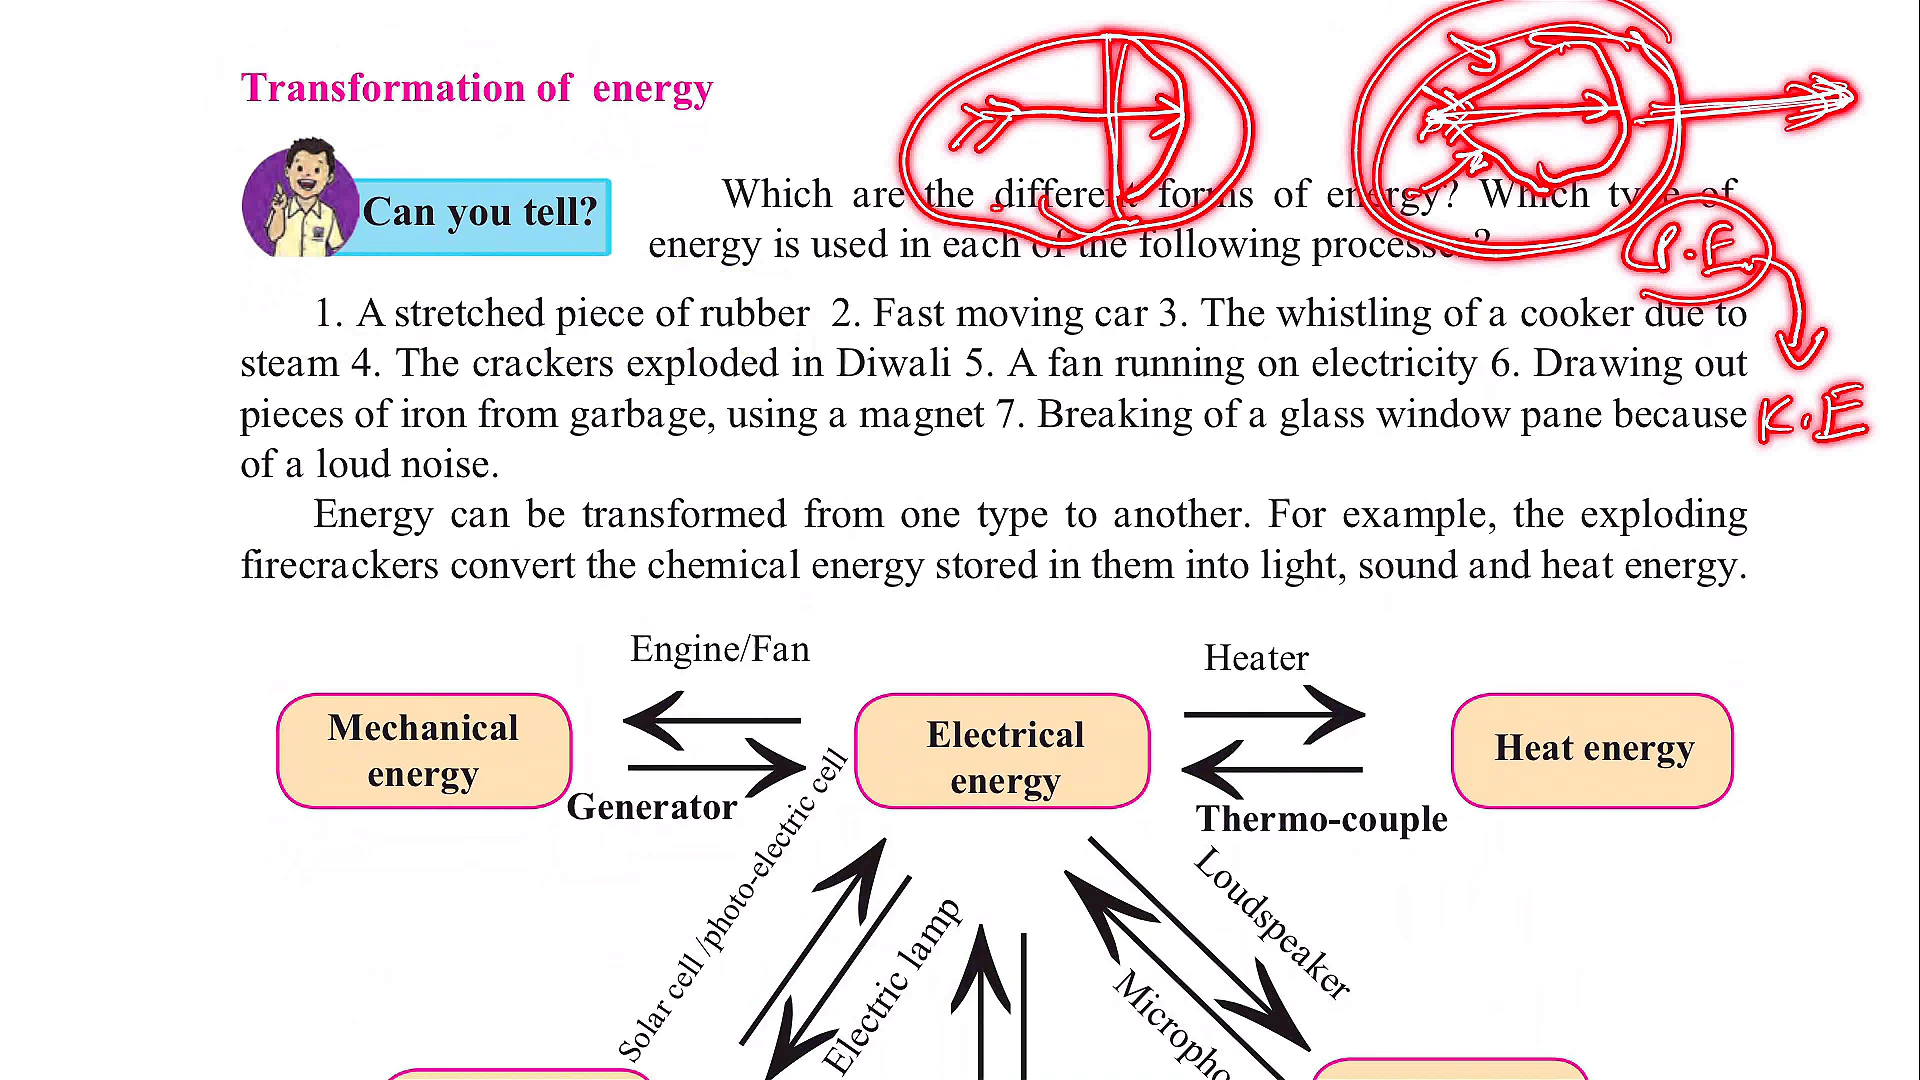 Transformation of energy
Can you tell?
Which are the different forms of energy? Which type of
energy is used in each of the following processes?
P.E
1. A stretched piece of rubber 2. Fast moving car 3. The whistling of a cooker due to
steam 4. The crackers exploded in Diwali 5. A fan running on electricity 6. Drawing out
pieces of iron from garbage, using a magnet 7. Breaking of a glass window pane because
K.E
of a loud noise.
Energy can be transformed from one type to another. For example, the exploding
firecrackers convert the chemical energy stored in them into light, sound and heat energy.
Engine/Fan
Heater
Mechanical
energy
Electrical
energy
Heat energy
Generator
Thermo-couple
Solar cell /photo-electric cell
Electric lamp
Loudspeaker
Micropho